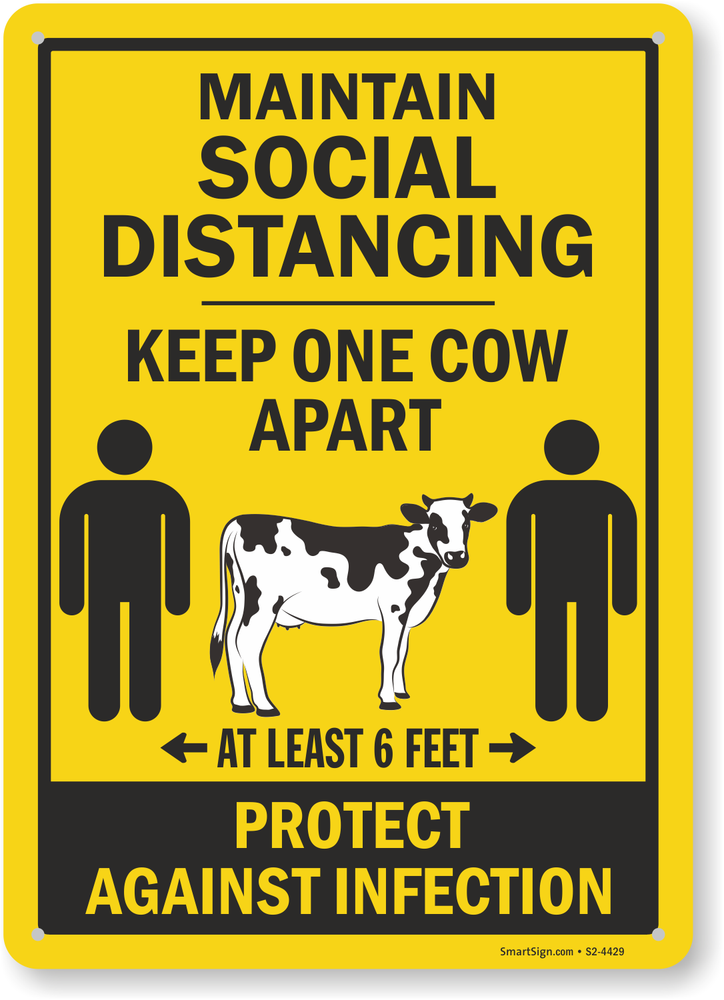 MAINTAIN
SOCIAL
DISTANCING
KEEP ONE COW
APART
AT LEAST 6 FEET
PROTECT
AGAINST INFECTION
SmartSign.com • S2-4429